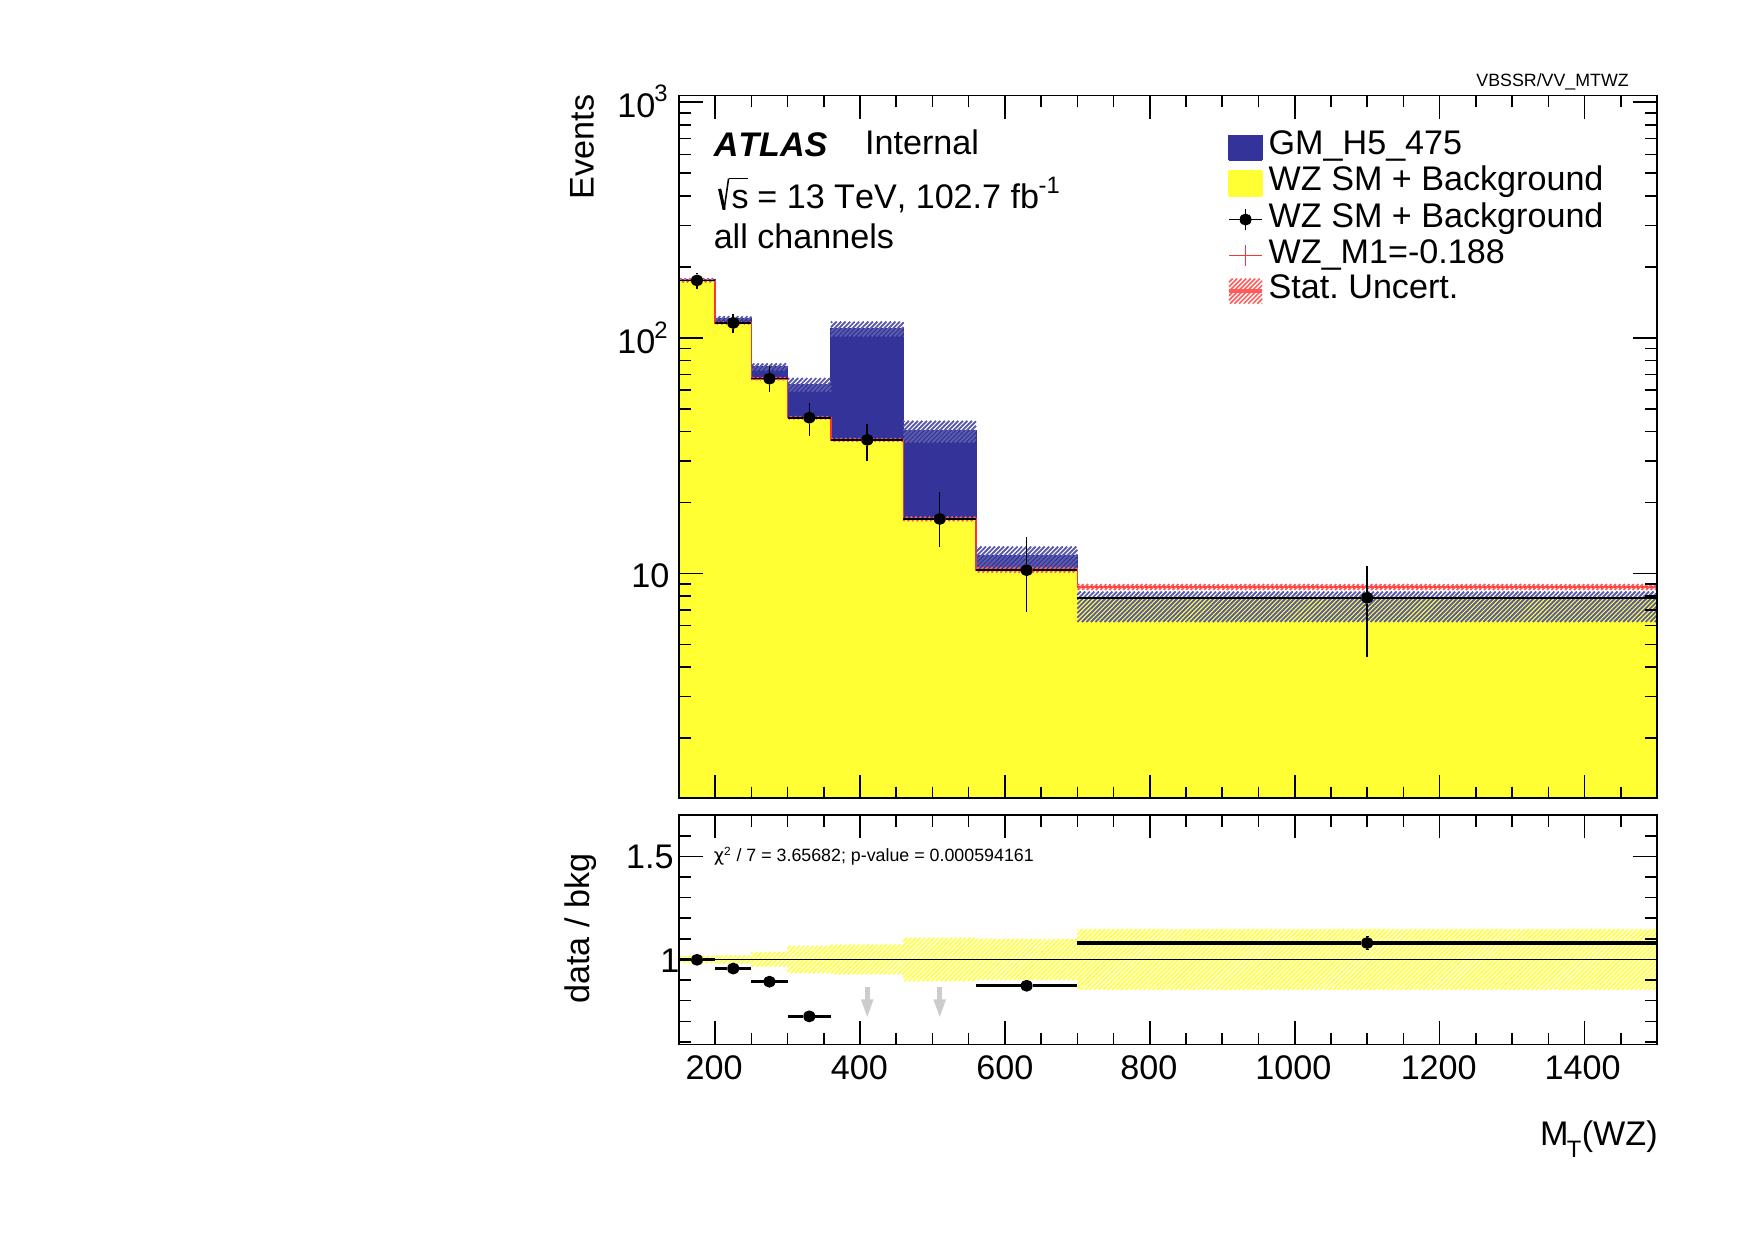 VBSSR/VV_MTWZ
Events
10³
10²
10
ATLAS Internal
√s = 13 TeV, 102.7 fb⁻¹
all channels
GM_H5_475
WZ SM + Background
WZ SM + Background
WZ_M1=-0.188
Stat. Uncert.
data / bkg
1.5
1
χ² / 7 = 3.65682; p-value = 0.000594161
200 400 600 800 1000 1200 1400
M_T(WZ)